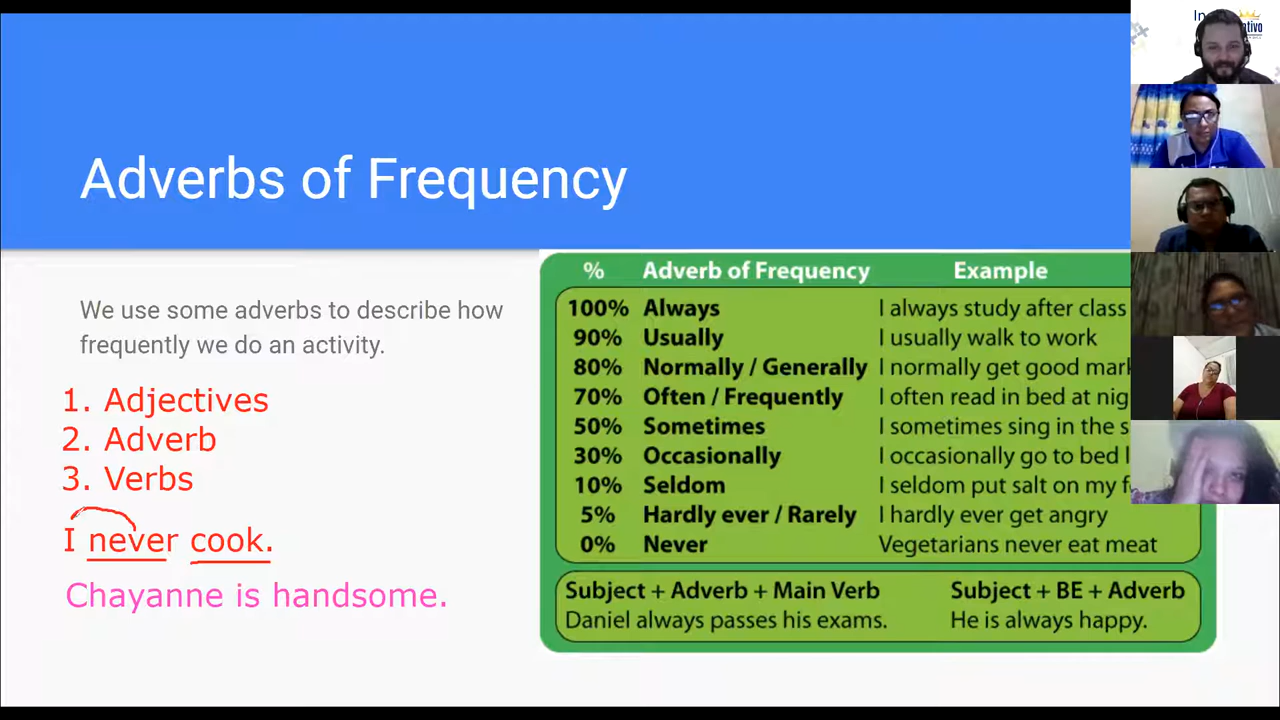 Adverbs of Frequency
We use some adverbs to describe how
frequently we do an activity.
1. Adjectives
2. Adverb
3. Verbs
I never cook.
Chayanne is handsome.
% Adverb of Frequency Example
100% Always I always study after class
90% Usually I usually walk to work
80% Normally / Generally I normally get good
70% Often / Frequently I often read in bed at
50% Sometimes I sometimes sing in the
30% Occasionally I occasionally go to bed
10% Seldom I seldom put salt on my
5% Hardly ever / Rarely I hardly ever get angry
0% Never Vegetarians never eat meat
Subject + Adverb + Main Verb Subject + BE + Adverb
Daniel always passes his exams. He is always happy.